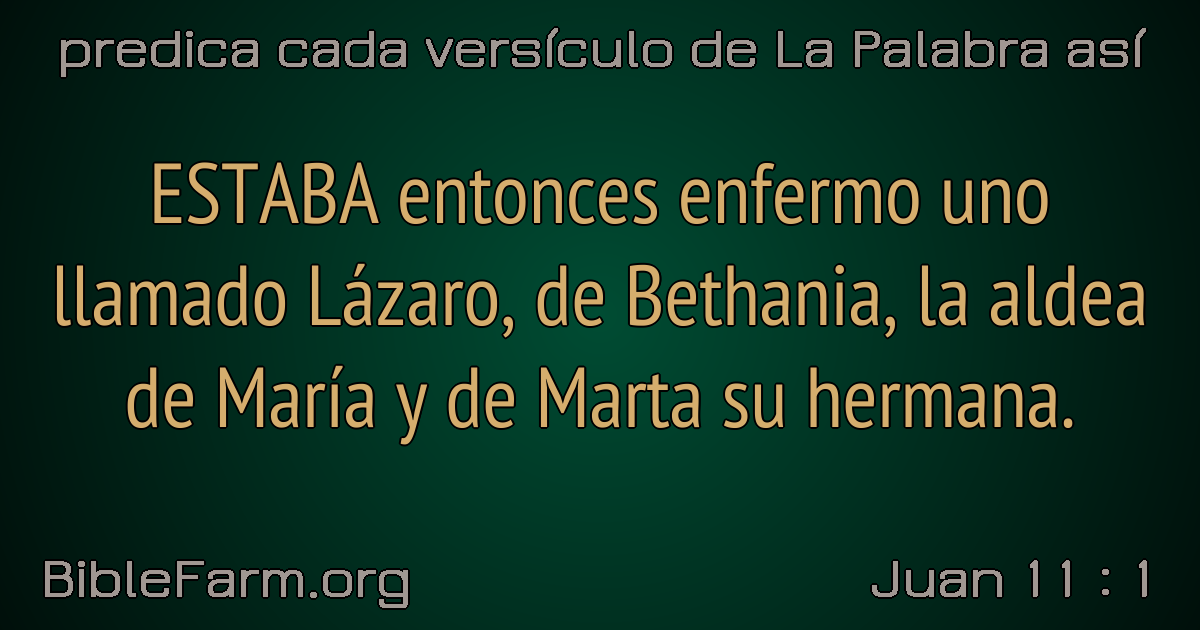 predica cada versículo de La Palabra así
ESTABA entonces enfermo uno
llamado Lázaro, de Bethania, la aldea
de María y de Marta su hermana.
BibleFarm.org
Juan 11 : 1